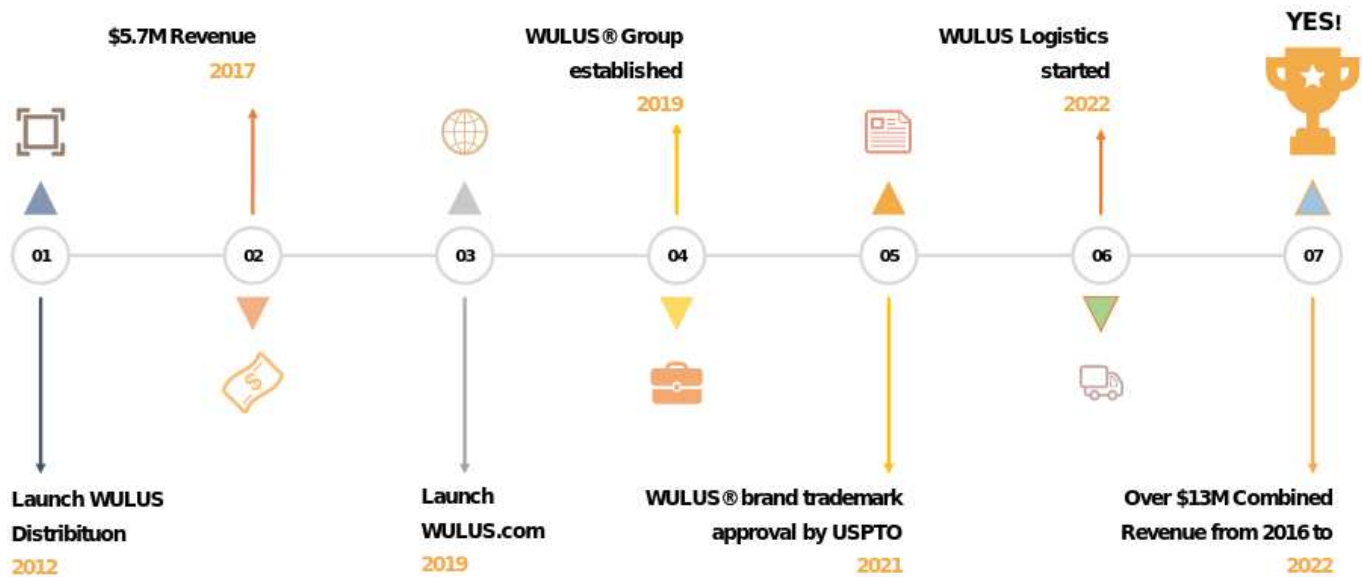 $5.7M Revenue
2017
WULUS® Group
established
2019
WULUS Logistics
started
2022
YES!
01
02
03
04
05
06
07
$
Launch WULUS
Distribituon
2012
Launch
WULUS.com
2019
WULUS® brand trademark
approval by USPTO
2021
Over $13M Combined
Revenue from 2016 to
2022